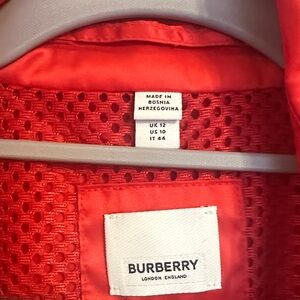 MADE IN
BOSNIA
HERZEGOVINA
UK 12
US 10
IT 44
BURBERRY
LONDON ENGLAND